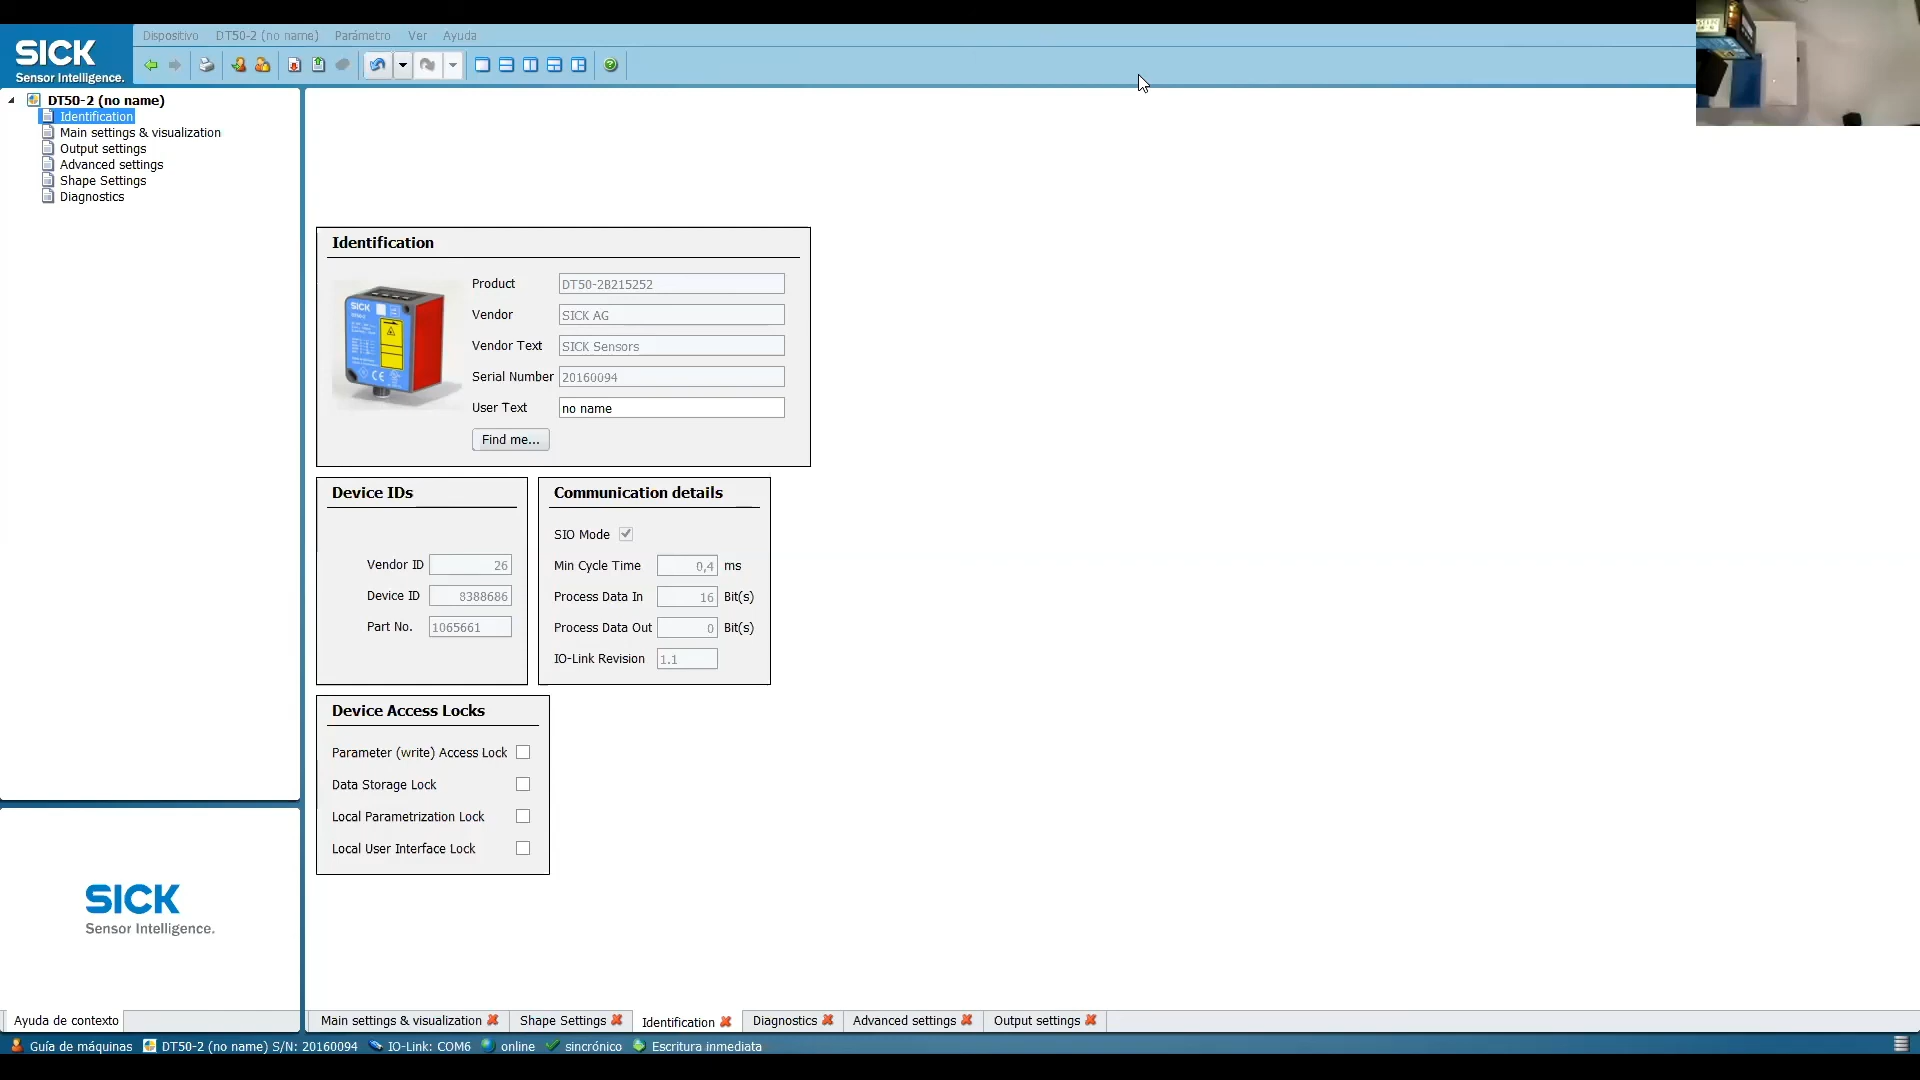 SICK
Sensor Intelligence.
Dispositivo DT50-2 (no name) Parámetro Ver Ayuda
DT50-2 (no name)
Identification
Main settings & visualization
Output settings
Advanced settings
Shape Settings
Diagnostics
Identification
SICK
Product DT50-2B215252
Vendor SICK AG
Vendor Text SICK Sensors
Serial Number 20160094
User Text no name
Find me...
Device IDs
Vendor ID 26
Device ID 8388686
Part No. 1065661
Communication details
SIO Mode
Min Cycle Time 0,4 ms
Process Data In 16 Bit(s)
Process Data Out 0 Bit(s)
IO-Link Revision 1.1
Device Access Locks
Parameter (write) Access Lock
Data Storage Lock
Local Parametrization Lock
Local User Interface Lock
SICK
Sensor Intelligence.
Ayuda de contexto
Main settings & visualization Shape Settings Identification Diagnostics Advanced settings Output settings
Guía de máquinas DT50-2 (no name) S/N: 20160094 IO-Link: COM6 online sincrónico Escritura inmediata